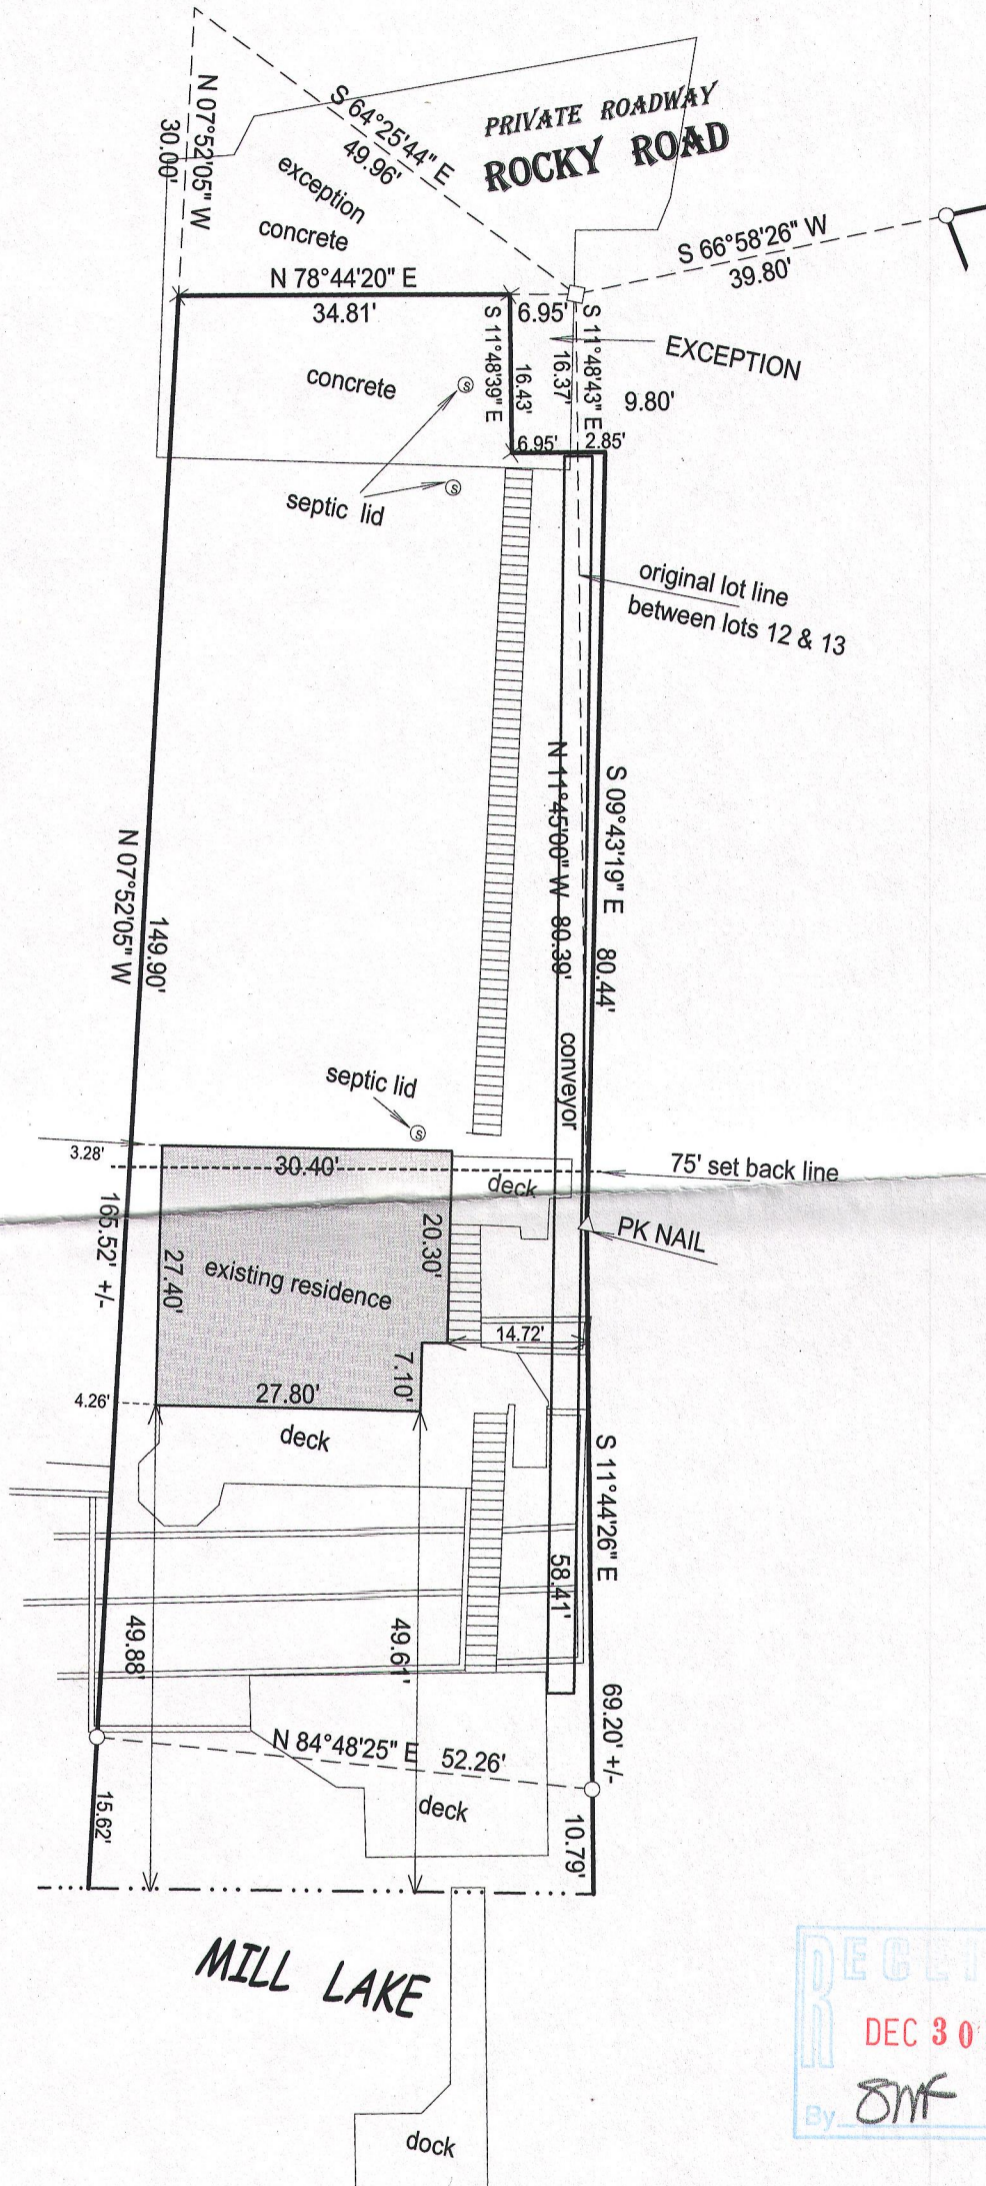 PRIVATE ROADWAY
ROCKY ROAD
N 07°52'05" W
30.00'
S 64°25'44" E
49.96'
exception
concrete
S 66°58'26" W
39.80'
N 78°44'20" E
34.81'
6.95'
S 11°48'39" E
16.43'
16.37'
S 11°48'43" E
EXCEPTION
9.80'
concrete
S
6.95'
2.85'
septic lid
S
original lot line
between lots 12 & 13
N 11°45'00" W 80.39'
S 09°43'19" E 80.44'
N 07°52'05" W
149.90'
conveyor
septic lid
S
3.28'
30.40'
deck
75' set back line
165.52' +/-
27.40'
existing residence
20.30'
PK NAIL
14.72'
7.10'
4.26'
27.80'
deck
S 11°44'26" E
58.41'
49.88'
49.61'
69.20' +/-
N 84°48'25" E 52.26'
15.62'
deck
10.79'
MILL LAKE
dock
RECEI
DEC 30
By SMF